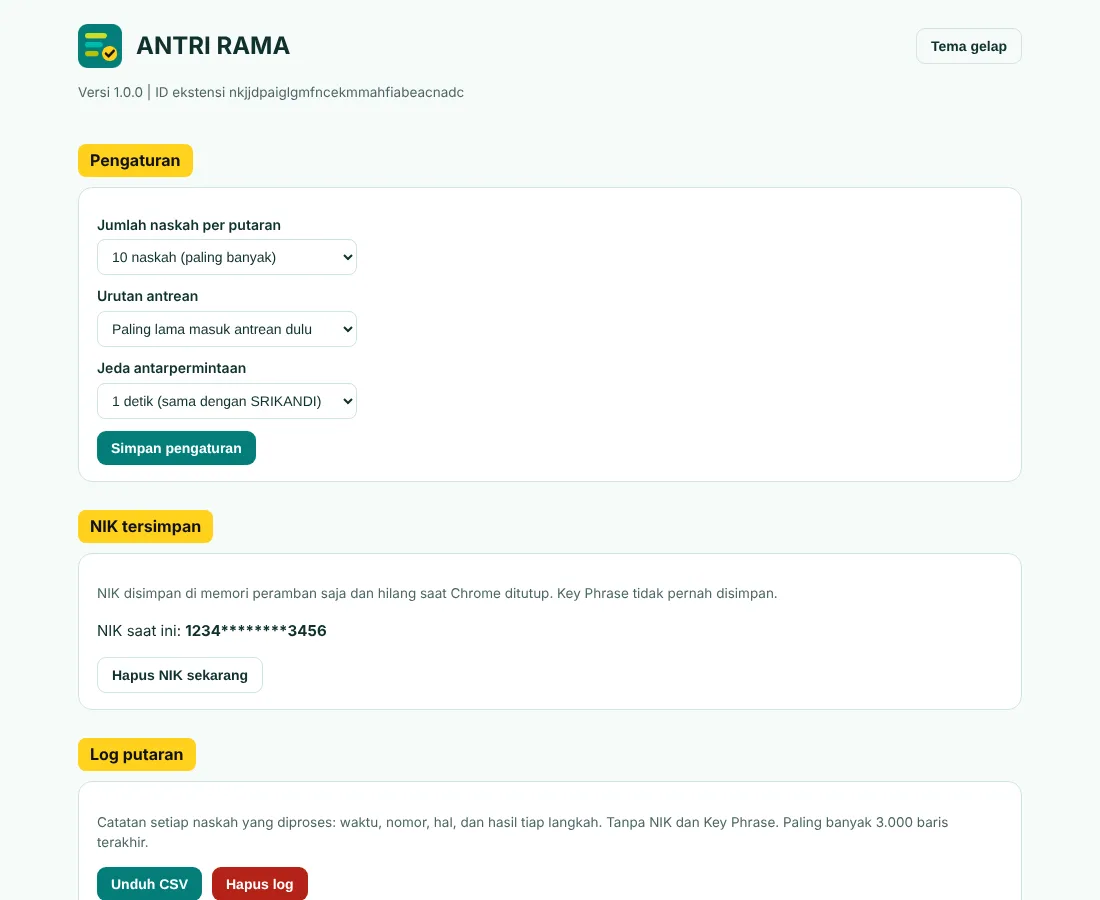 ANTRI RAMA
Tema gelap
Versi 1.0.0 | ID ekstensi nkjjdpaiglgmfncekmmahfiabeacnadc
Pengaturan
Jumlah naskah per putaran
10 naskah (paling banyak)
Urutan antrean
Paling lama masuk antrean dulu
Jeda antarpermintaan
1 detik (sama dengan SRIKANDI)
Simpan pengaturan
NIK tersimpan
NIK disimpan di memori peramban saja dan hilang saat Chrome ditutup. Key Phrase tidak pernah disimpan.
NIK saat ini: 1234********3456
Hapus NIK sekarang
Log putaran
Catatan setiap naskah yang diproses: waktu, nomor, hal, dan hasil tiap langkah. Tanpa NIK dan Key Phrase. Paling banyak 3.000 baris
terakhir.
Unduh CSV
Hapus log